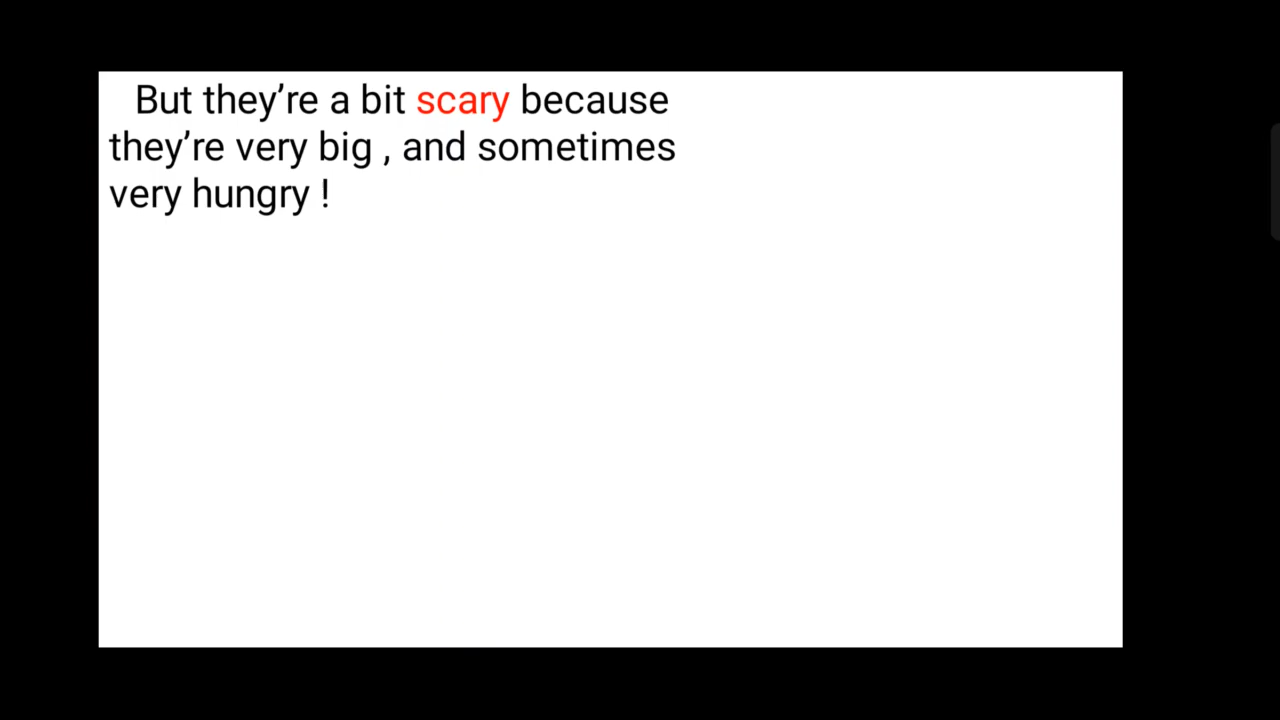 But they’re a bit scary because
they’re very big , and sometimes
very hungry !